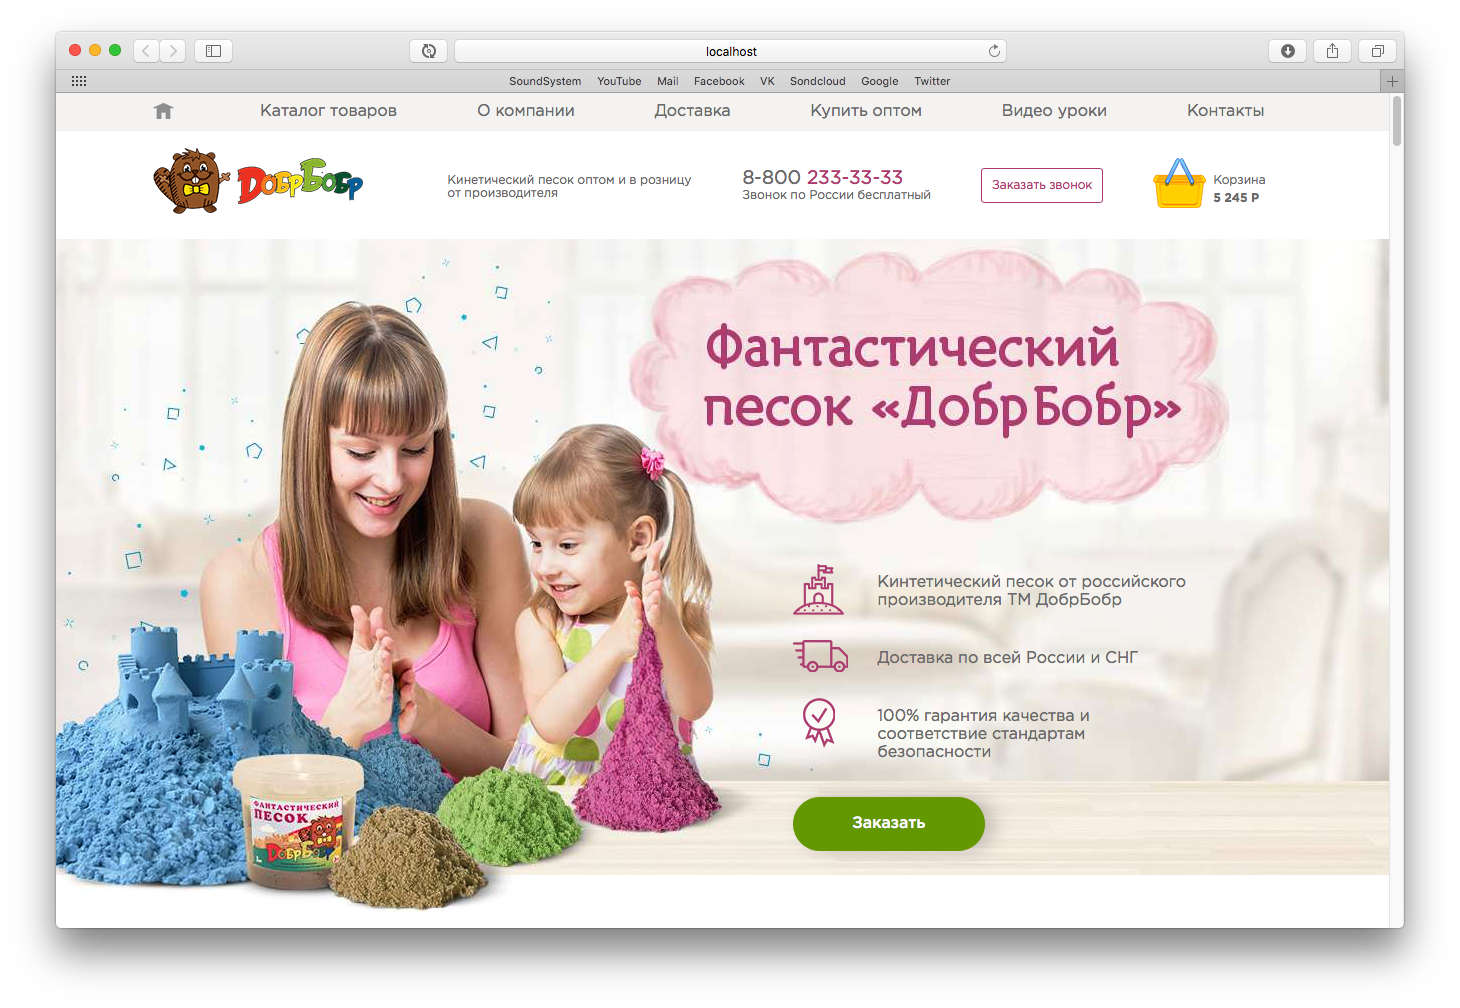 localhost
SoundSystem YouTube Mail Facebook VK Sondcloud Google Twitter
Каталог товаров О компании Доставка Купить оптом Видео уроки Контакты
ДобрБобр
Кинетический песок оптом и в розницу
от производителя
8-800 233-33-33
Звонок по России бесплатный
Заказать звонок
Корзина
5 245 Р
Фантастический
песок «ДобрБобр»
Кинтетический песок от российского
производителя ТМ ДобрБобр
Доставка по всей России и СНГ
100% гарантия качества и
соответствие стандартам
безопасности
Заказать
ФАНТАСТИЧЕСКИЙ
ПЕСОК
ДобрБобр